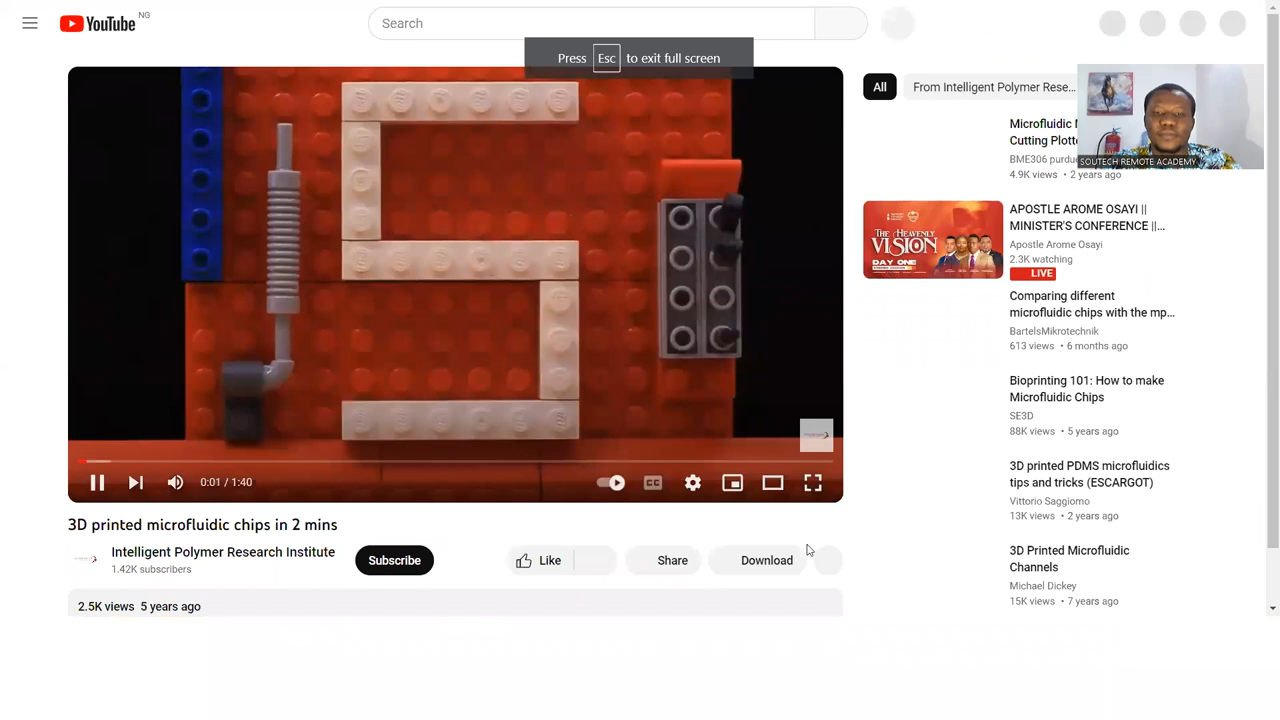 YouTube NG
Search
Press Esc to exit full screen
All
From Intelligent Polymer Rese...
Microfluidic
Cutting Plott
BME306 purdu
4.9K views • 2 years ago
SOUTECH REMOTE ACADEMY
THE HEAVENLY
VISION
DAY ONE
APOSTLE AROME OSAYI ||
MINISTER'S CONFERENCE ||...
Apostle Arome Osayi
2.3K watching
LIVE
Comparing different
microfluidic chips with the mp...
BartelsMikrotechnik
613 views • 6 months ago
Bioprinting 101: How to make
Microfluidic Chips
SE3D
88K views • 5 years ago
3D printed PDMS microfluidics
tips and tricks (ESCARGOT)
Vittorio Saggiomo
13K views • 2 years ago
3D Printed Microfluidic
Channels
Michael Dickey
15K views • 7 years ago
0:01 / 1:40
CC
3D printed microfluidic chips in 2 mins
Intelligent Polymer Research Institute
1.42K subscribers
Subscribe
Like
Share
Download
2.5K views 5 years ago